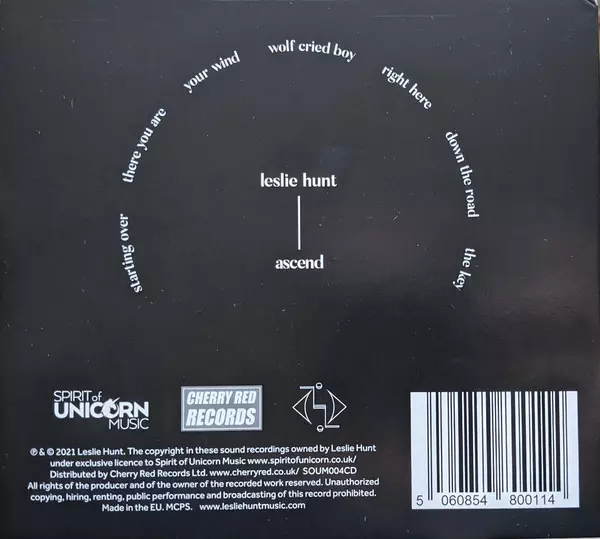 starting over
there you are
your wind
wolf cried boy
right here
down the road
the key
leslie hunt
ascend
SPIRIT of
UNICORN
MUSIC
CHERRY RED
RECORDS
℗ & © 2021 Leslie Hunt. The copyright in these sound recordings owned by Leslie Hunt
under exclusive licence to Spirit of Unicorn Music www.spiritofunicorn.co.uk/
Distributed by Cherry Red Records Ltd. www.cherryred.co.uk/ SOUM004CD
All rights of the producer and of the owner of the recorded work reserved. Unauthorized
copying, hiring, renting, public performance and broadcasting of this record prohibited.
Made in the EU. MCPS. www.lesliehuntmusic.com
5 060854 800114